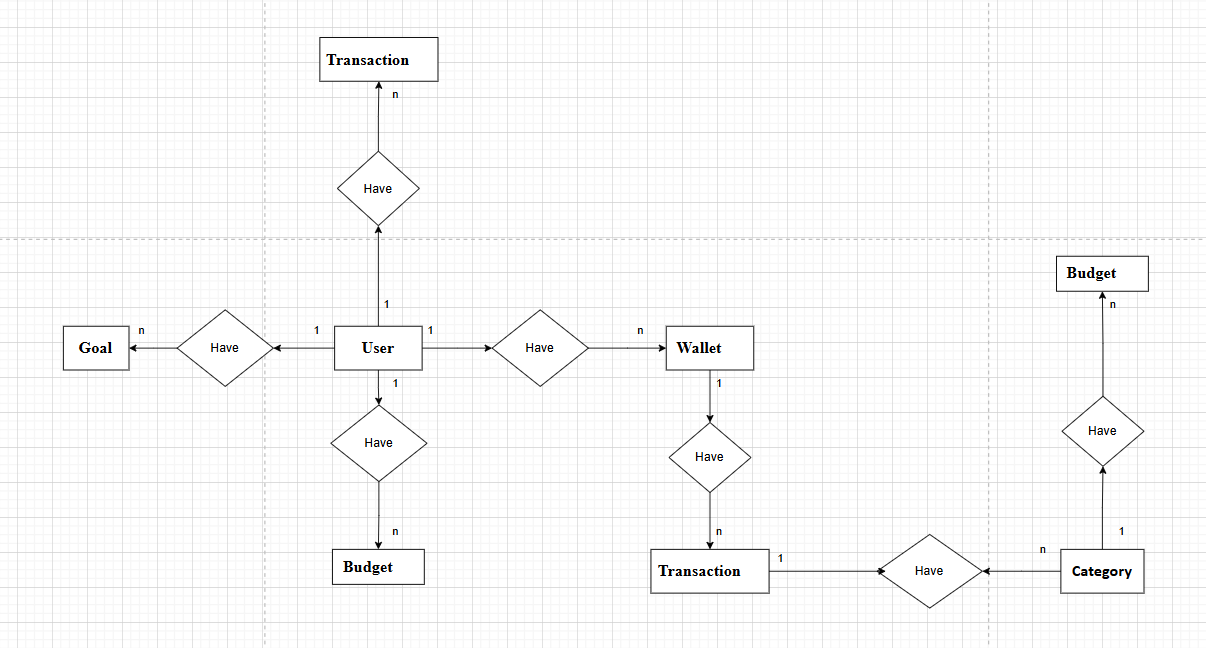 Transaction
n
Have
1
Budget
n
Goal
n
Have
1
User
1
Have
n
Wallet
1
Have
n
Budget
1
Have
n
Transaction
1
Have
n
Category
1
Have